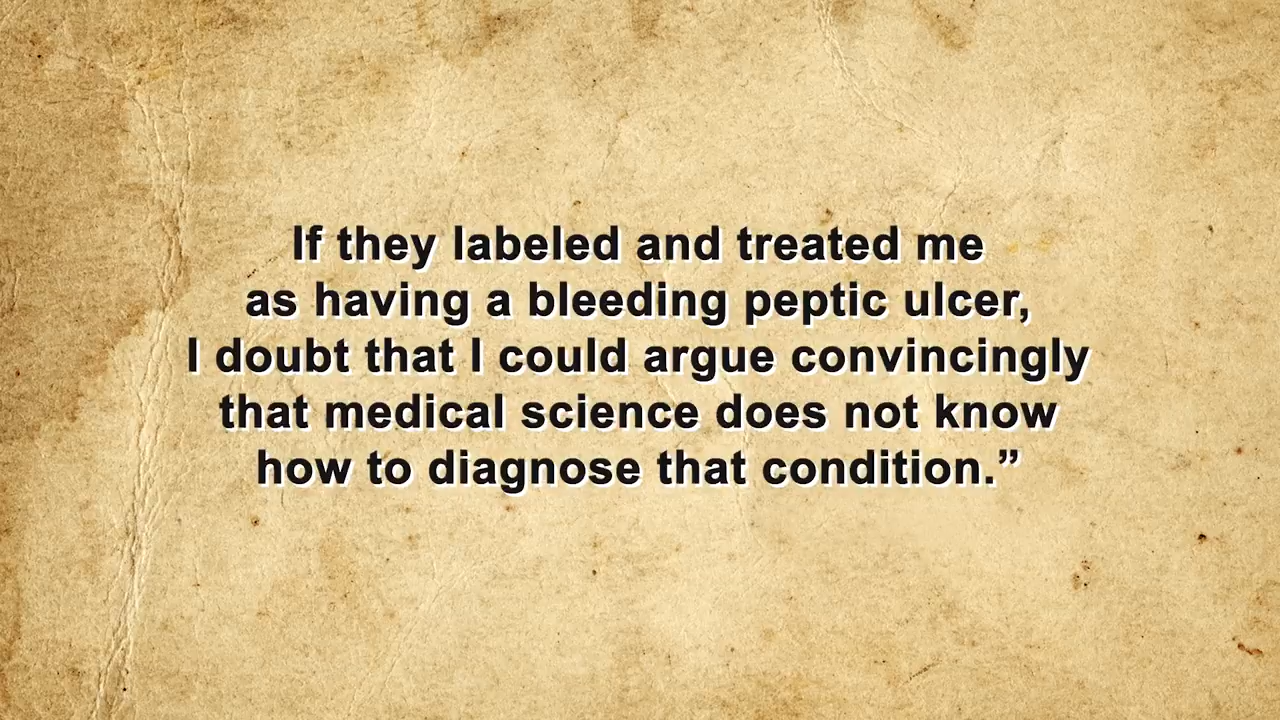 If they labeled and treated me
as having a bleeding peptic ulcer,
I doubt that I could argue convincingly
that medical science does not know
how to diagnose that condition.”